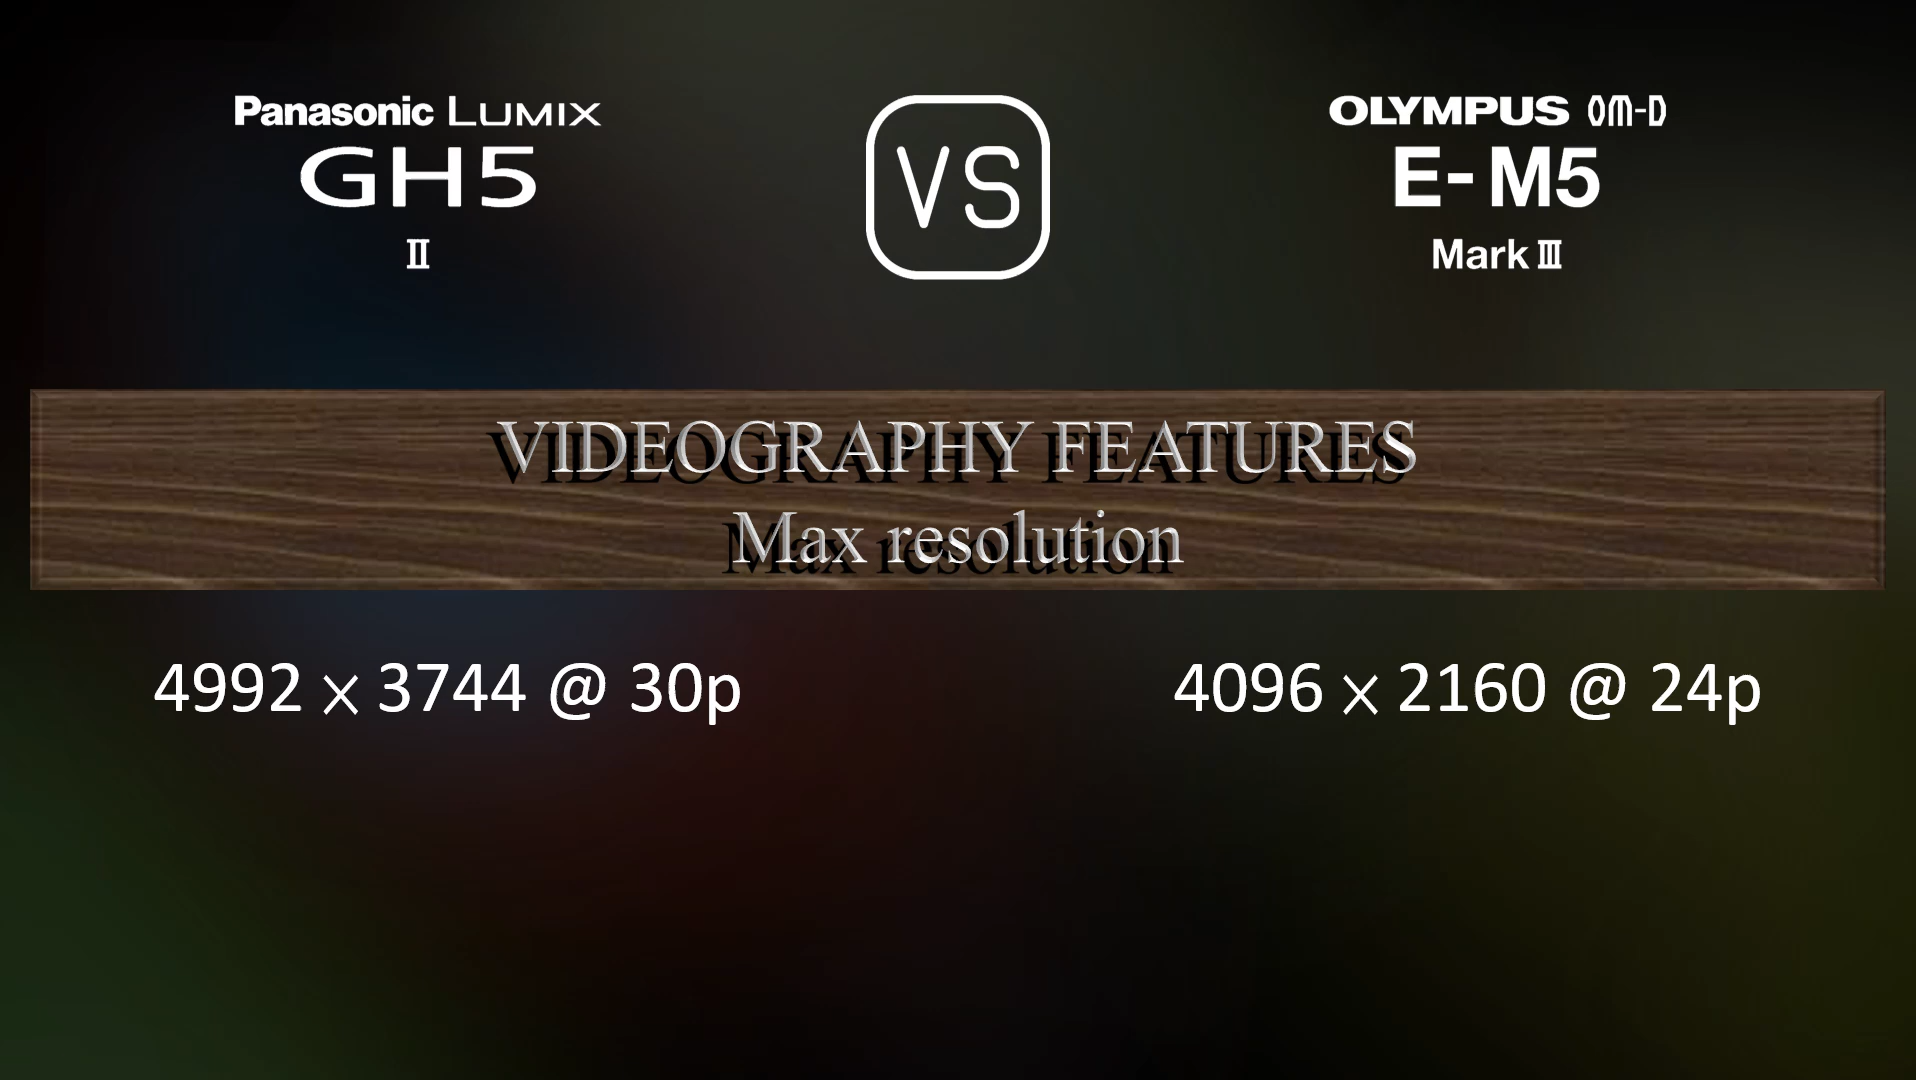 Panasonic LUMIX
GH5
II
VS
OLYMPUS OM-D
E-M5
Mark III
VIDEOGRAPHY FEATURES
Max resolution
4992 x 3744 @ 30p
4096 x 2160 @ 24p